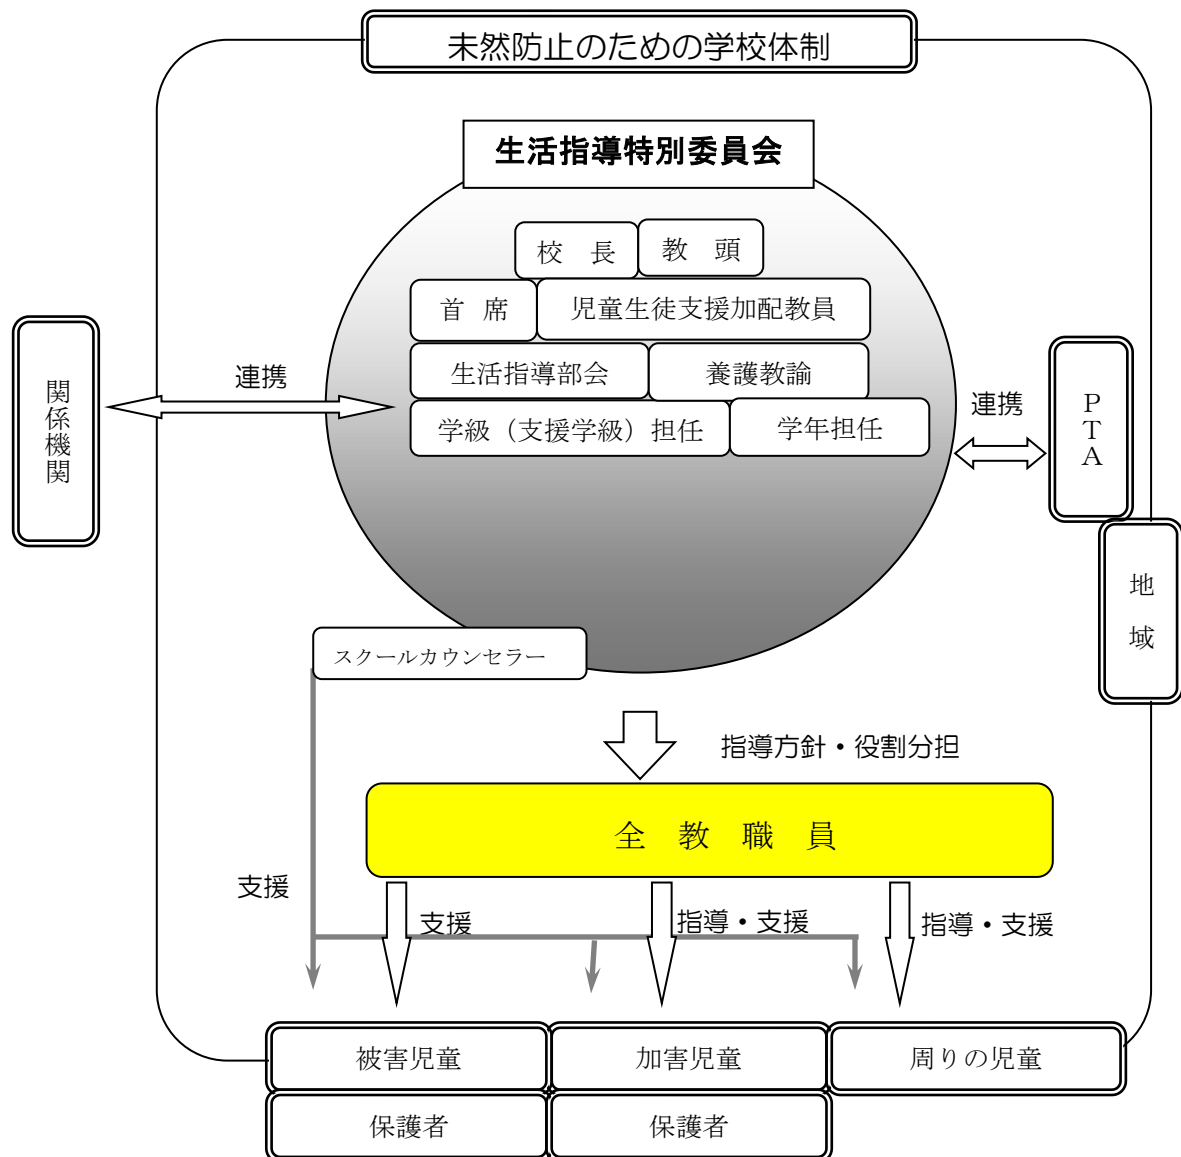 未然防止のための学校体制
生活指導特別委員会
校　長
教　頭
首　席
児童生徒支援加配教員
生活指導部会
養護教諭
学級（支援学級）担任
学年担任
関係機関
連携
連携
ＰＴＡ
地域
スクールカウンセラー
指導方針・役割分担
全　教　職　員
支援
支援
指導・支援
指導・支援
被害児童
加害児童
周りの児童
保護者
保護者